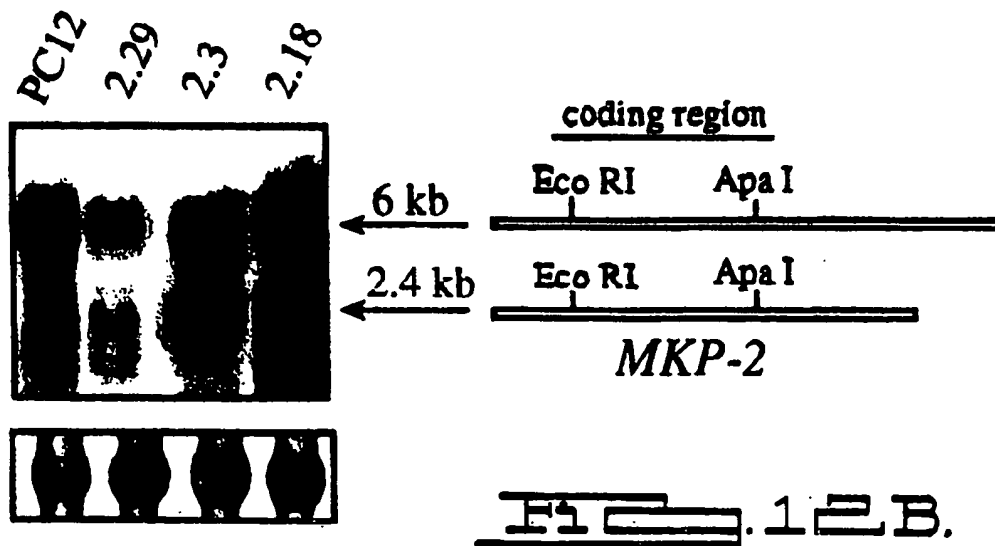 PC12 2.29 2.3 2.18
coding region
Eco RI Apa I
6 kb
Eco RI Apa I
2.4 kb
MKP-2
Fig. 12B.